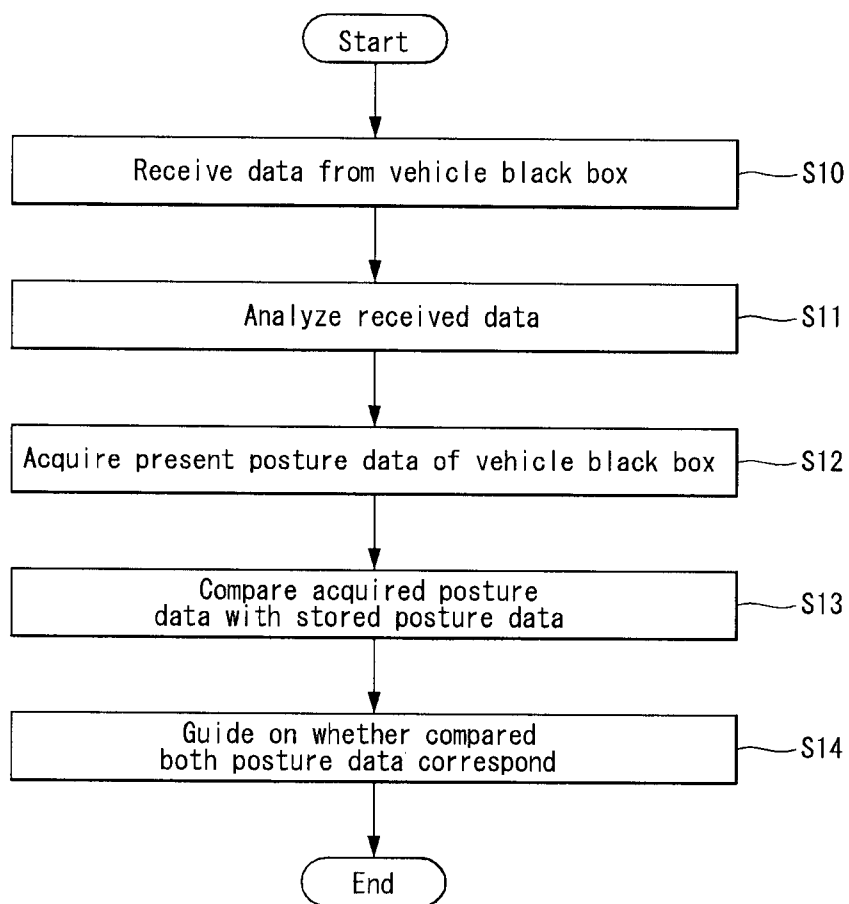 Start
Receive data from vehicle black box
S10
Analyze received data
S11
Acquire present posture data of vehicle black box
S12
Compare acquired posture
data with stored posture data
S13
Guide on whether compared
both posture data correspond
S14
End